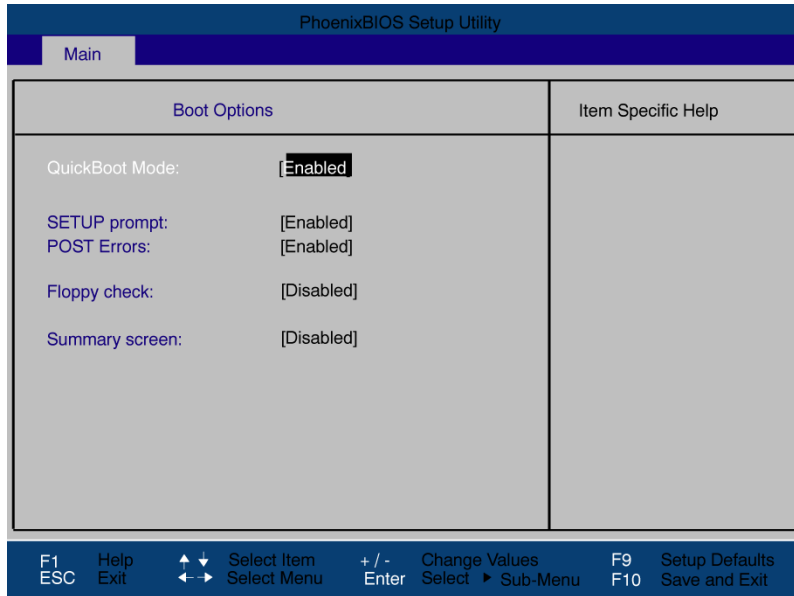 PhoenixBIOS Setup Utility
Main
Boot Options
Item Specific Help
QuickBoot Mode: [Enabled]
SETUP prompt: [Enabled]
POST Errors: [Enabled]
Floppy check: [Disabled]
Summary screen: [Disabled]
F1 Help Select Item + / - Change Values F9 Setup Defaults
ESC Exit Select Menu Enter Select ▶ Sub-Menu F10 Save and Exit